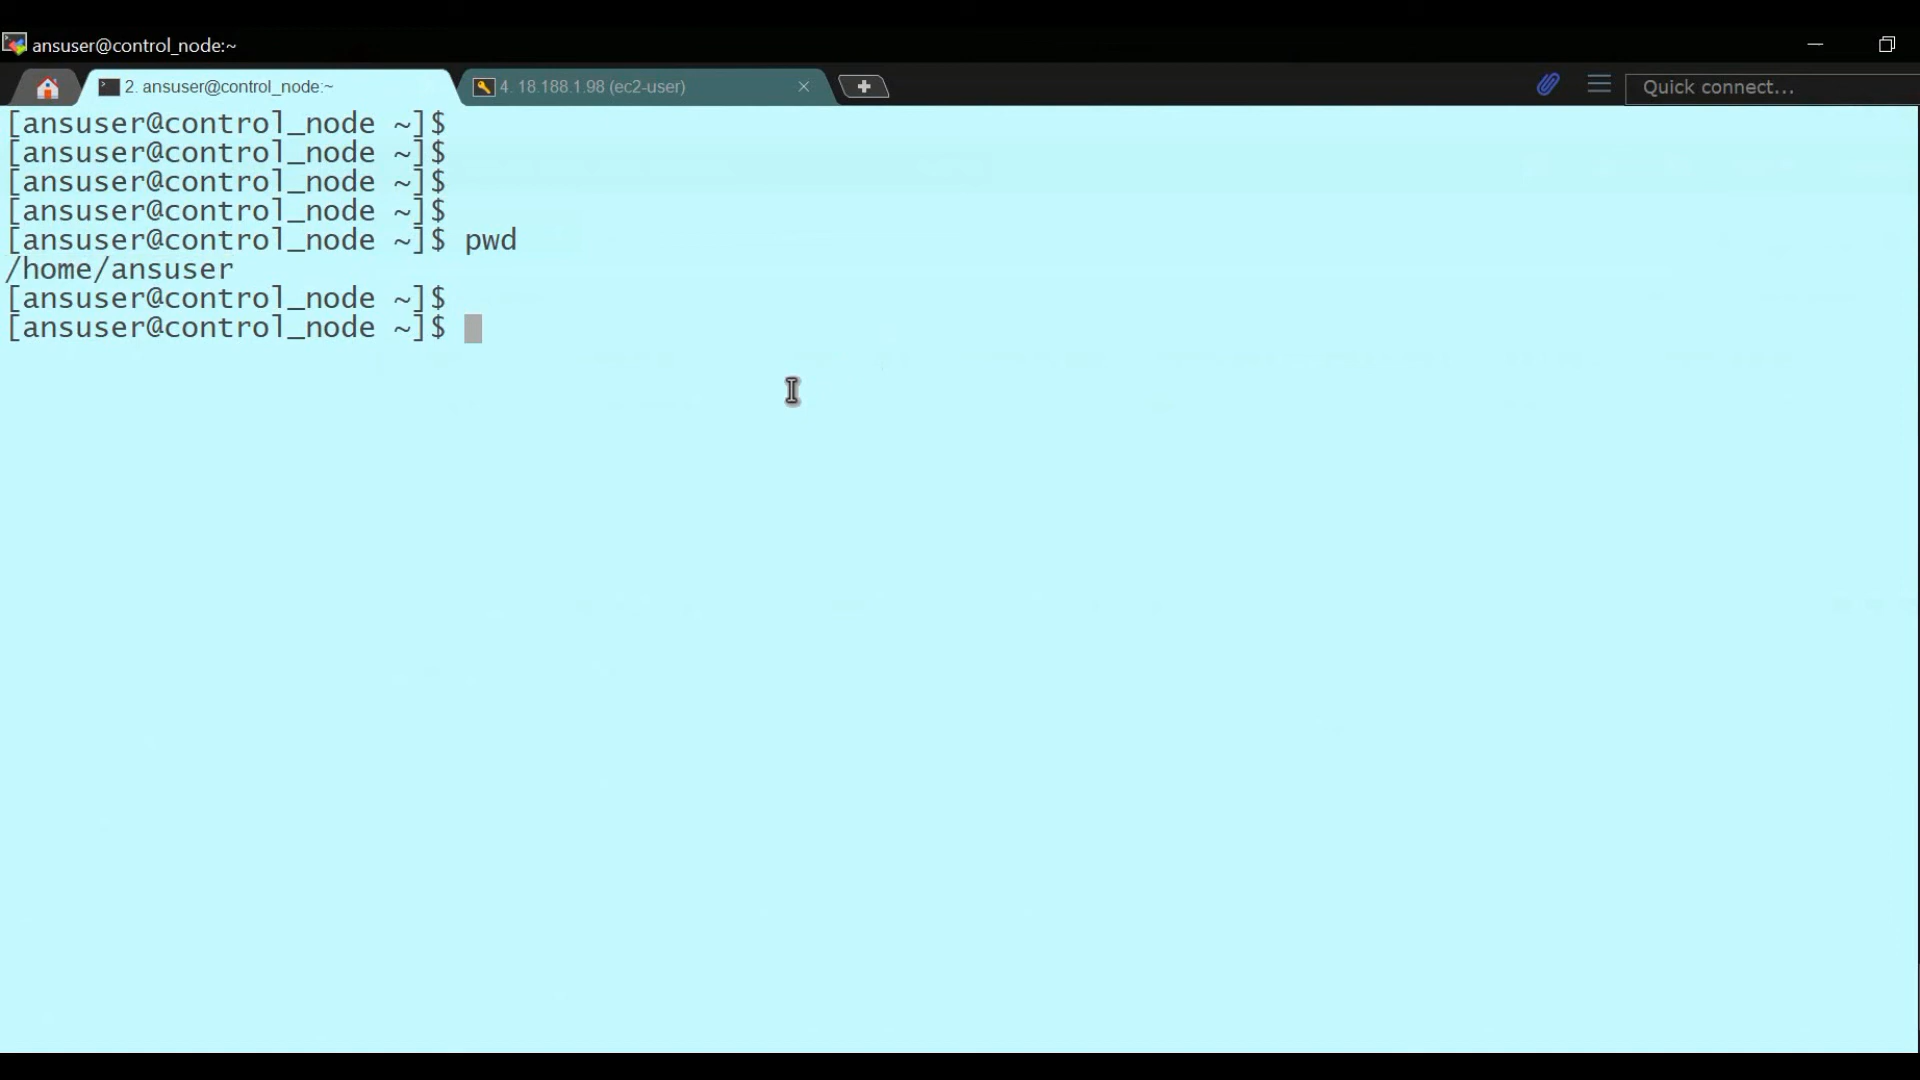 ansuser@control_node:~
2. ansuser@control_node:~
4. 18.188.1.98 (ec2-user)
Quick connect...
[ansuser@control_node ~]$
[ansuser@control_node ~]$
[ansuser@control_node ~]$
[ansuser@control_node ~]$
[ansuser@control_node ~]$ pwd
/home/ansuser
[ansuser@control_node ~]$
[ansuser@control_node ~]$